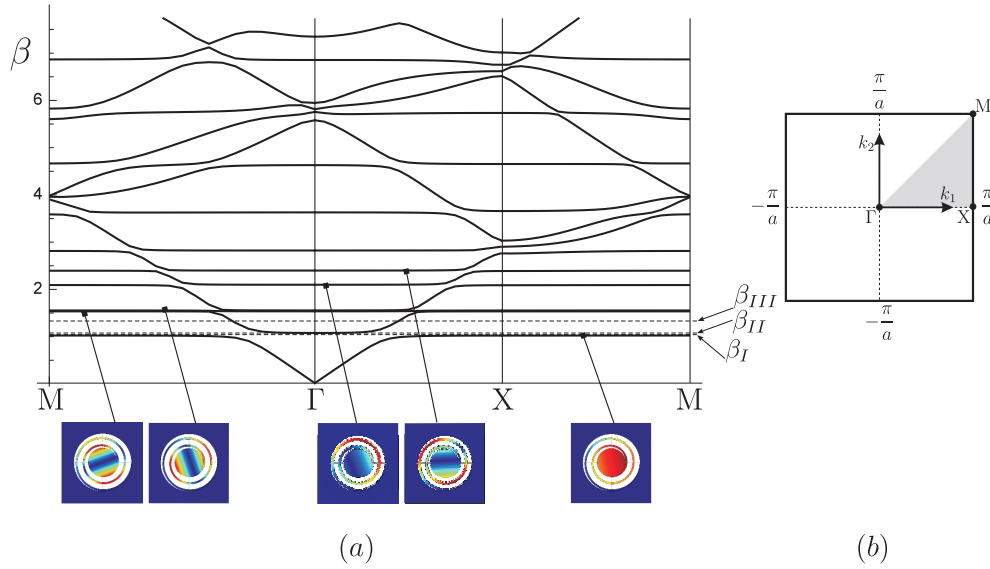 β
6
4
2
β_III
β_II
β_I
M Γ X M
π/a
M
k_2
k_1
-π/a Γ X π/a
-π/a
(a) (b)